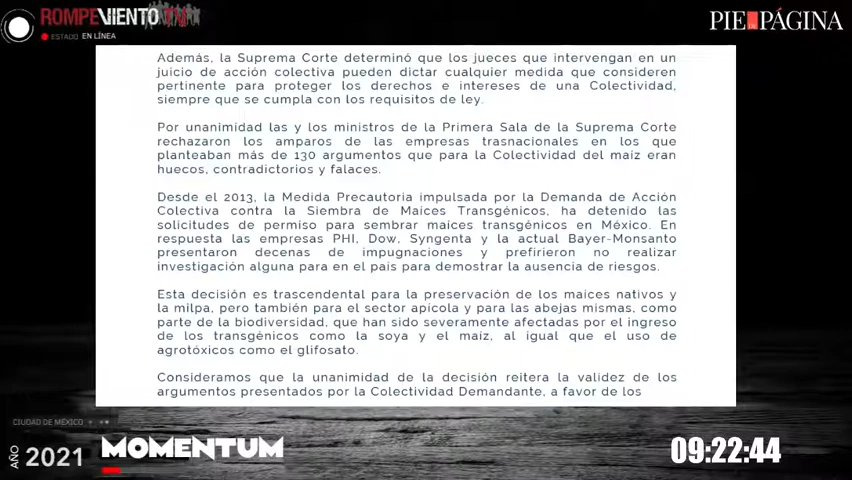 ROMPEVIENTO TV
ESTADO EN LÍNEA
PIE DE PÁGINA
Además, la Suprema Corte determinó que los jueces que intervengan en un
juicio de acción colectiva pueden dictar cualquier medida que consideren
pertinente para proteger los derechos e intereses de una Colectividad,
siempre que se cumpla con los requisitos de ley.
Por unanimidad las y los ministros de la Primera Sala de la Suprema Corte
rechazaron los amparos de las empresas trasnacionales en los que
planteaban más de 130 argumentos que para la Colectividad del maíz eran
huecos, contradictorios y falaces.
Desde el 2013, la Medida Precautoria impulsada por la Demanda de Acción
Colectiva contra la Siembra de Maíces Transgénicos, ha detenido las
solicitudes de permiso para sembrar maíces transgénicos en México. En
respuesta las empresas PHI, Dow, Syngenta y la actual Bayer-Monsanto
presentaron decenas de impugnaciones y prefirieron no realizar
investigación alguna para en el país para demostrar la ausencia de riesgos.
Esta decisión es trascendental para la preservación de los maíces nativos y
la milpa, pero también para el sector apícola y para las abejas mismas, como
parte de la biodiversidad, que han sido severamente afectadas por el ingreso
de los transgénicos como la soya y el maíz, al igual que el uso de
agrotóxicos como el glifosato.
Consideramos que la unanimidad de la decisión reitera la validez de los
argumentos presentados por la Colectividad Demandante, a favor de los
CIUDAD DE MÉXICO
AÑO 2021
MOMENTUM
09:22:44